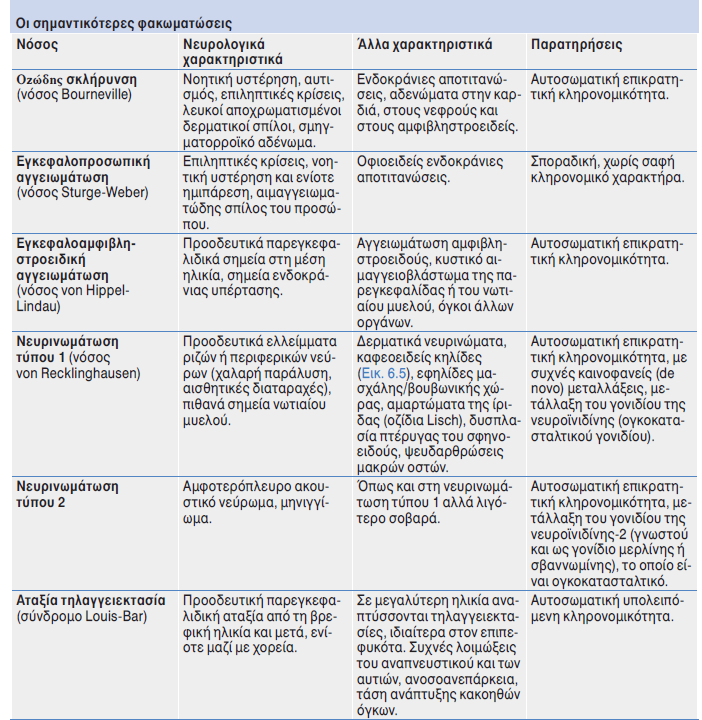 Οι σημαντικότερες φακωματώσεις
Νόσος
Νευρολογικά
χαρακτηριστικά
Άλλα χαρακτηριστικά
Παρατηρήσεις
Οζώδης σκλήρυνση
(νόσος Bourneville)
Νοητική υστέρηση, αυτι-
σμός, επιληπτικές κρίσεις,
λευκοί αποχρωματισμένοι
δερματικοί σπίλοι, σμηγ-
ματορροϊκό αδένωμα.
Ενδοκράνιες αποτιτανώ-
σεις, αδενώματα στην καρ-
διά, στους νεφρούς και
στους αμφιβληστροειδείς.
Αυτοσωματική επικρατη-
τική κληρονομικότητα.
Εγκεφαλοπροσωπική
αγγειωμάτωση
(νόσος Sturge-Weber)
Επιληπτικές κρίσεις, νοη-
τική υστέρηση και ενίοτε
ημιπάρεση, αιμαγγειωμα-
τώδης σπίλος του προσώ-
που.
Οφιοειδείς ενδοκράνιες
αποτιτανώσεις.
Σποραδική, χωρίς σαφή
κληρονομικό χαρακτήρα.
Εγκεφαλοαμφιβλη-
στροειδική
αγγειωμάτωση
(νόσος von Hippel-
Lindau)
Προοδευτικά παρεγκεφα-
λιδικά σημεία στη μέση
ηλικία, σημεία ενδοκρά-
νιας υπέρτασης.
Αγγειωμάτωση αμφιβλη-
στροειδούς, κυστικό αι-
μαγγειοβλάστωμα της πα-
ρεγκεφαλίδας ή του νωτι-
αίου μυελού, όγκοι άλλων
οργάνων.
Αυτοσωματική επικρατη-
τική κληρονομικότητα.
Νευρινωμάτωση
τύπου 1 (νόσος
von Recklinghausen)
Προοδευτικά ελλείμματα
ριζών ή περιφερικών νεύ-
ρων (χαλαρή παράλυση,
αισθητικές διαταραχές),
πιθανά σημεία νωτιαίου
μυελού.
Δερματικά νευρινώματα,
καφεοειδείς κηλίδες
(Εικ. 6.5), εφηλίδες μα-
σχάλης/βουβωνικής χώ-
ρας, αμαρτώματα της ίρι-
δας (οζίδια Lisch), δυσπλα-
σία πτέρυγας του σφηνο-
ειδούς, ψευδαρθρώσεις
μακρών οστών.
Αυτοσωματική επικρατη-
τική κληρονομικότητα, με
συχνές καινοφανείς (de
novo) μεταλλάξεις, με-
τάλλαξη του γονιδίου της
νευροϊνιδίνης (ογκοκατα-
σταλτικού γονιδίου).
Νευρινωμάτωση
τύπου 2
Αμφοτερόπλευρο ακου-
στικό νεύρωμα, μηνιγγί-
ωμα.
Όπως και στη νευρινωμά-
τωση τύπου 1 αλλά λιγό-
τερο σοβαρά.
Αυτοσωματική επικρατη-
τική κληρονομικότητα, με-
τάλλαξη του γονιδίου της
νευροϊνιδίνης-2 (γνωστού
και ως γονίδιο μερλίνης ή
σβαννωμίνης), το οποίο εί-
ναι ογκοκατασταλτικό.
Αταξία τηλαγγειεκτασία
(σύνδρομο Louis-Bar)
Προοδευτική παρεγκεφα-
λιδική αταξία από τη βρε-
φική ηλικία και μετά, ενί-
οτε μαζί με χορεία.
Σε μεγαλύτερη ηλικία ανα-
πτύσσονται τηλαγγειεκτα-
σίες, ιδιαίτερα στον επιπε-
φυκότα. Συχνές λοιμώξεις
του αναπνευστικού και των
αυτιών, ανοσοανεπάρκεια,
τάση ανάπτυξης κακοηθών
όγκων.
Αυτοσωματική υπολειπό-
μενη κληρονομικότητα.